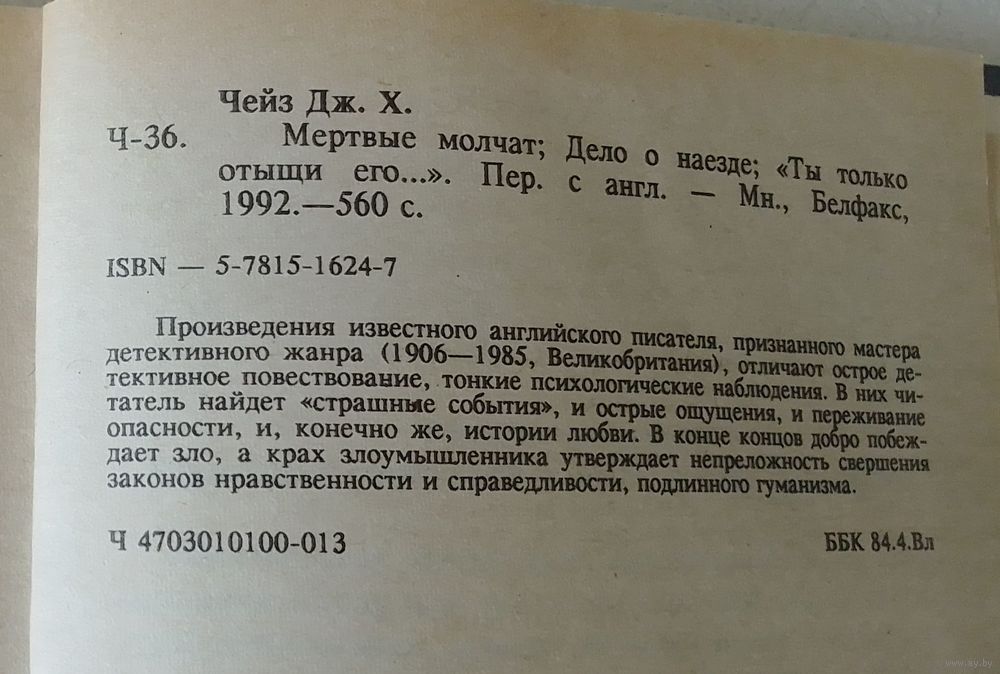 Чейз Дж. Х.
Ч-36. Мертвые молчат; Дело о наезде; «Ты только
отыщи его...». Пер. с англ. — Мн., Белфакс,
1992.—560 с.
ISBN — 5-7815-1624-7
Произведения известного английского писателя, признанного мастера
детективного жанра (1906—1985, Великобритания), отличают острое де-
тективное повествование, тонкие психологические наблюдения. В них чи-
татель найдет «страшные события», и острые ощущения, и переживание
опасности, и, конечно же, истории любви. В конце концов добро побеж-
дает зло, а крах злоумышленника утверждает непреложность свершения
законов нравственности и справедливости, подлинного гуманизма.
Ч 4703010100-013 ББК 84.4.Вл
www.ay.by